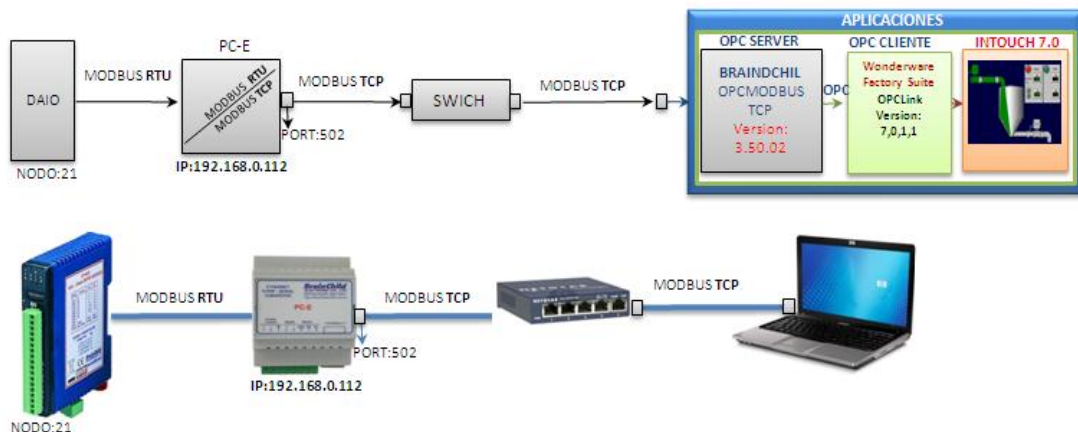 APLICACIONES
PC-E
OPC SERVER
OPC CLIENTE
INTOUCH 7.0
DAIO
MODBUS RTU
MODBUS RTU
MODBUS TCP
MODBUS TCP
SWICH
MODBUS TCP
BRAINDCHIL
OPCMODBUS
TCP
Version:
3.50.02
OPC
Wonderware
Factory Suite
OPCLink
Version:
7,0,1,1
PORT:502
NODO:21
IP:192.168.0.112
MODBUS RTU
BrainChild
PC-E
MODBUS TCP
NETGEAR
MODBUS TCP
PORT:502
IP:192.168.0.112
NODO:21